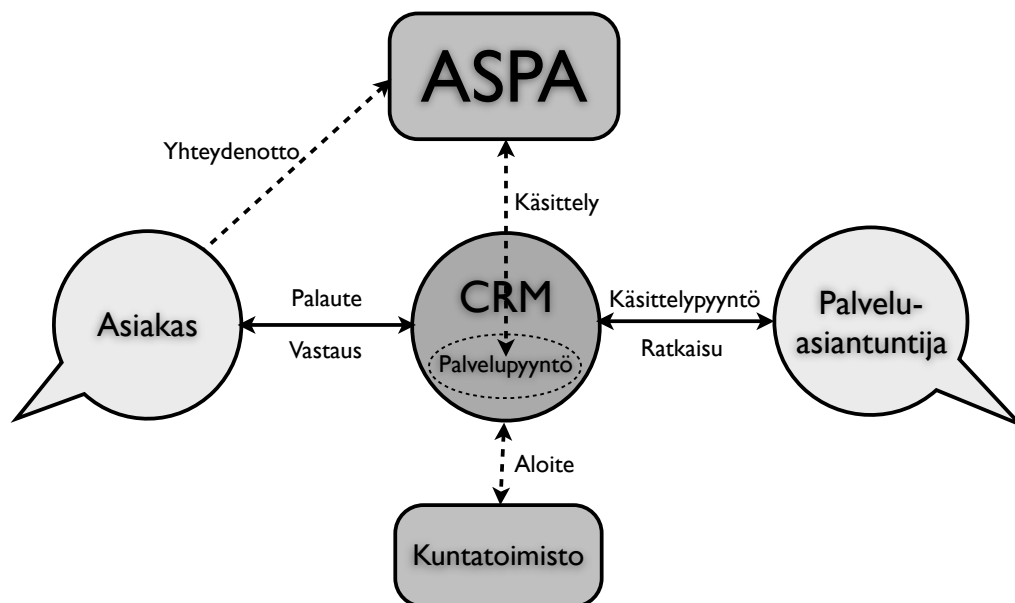 ASPA
Yhteydenotto
Käsittely
CRM
Palvelupyyntö
Asiakas
Palaute
Vastaus
Käsittelypyyntö
Ratkaisu
Palvelu-
asiantuntija
Aloite
Kuntatoimisto